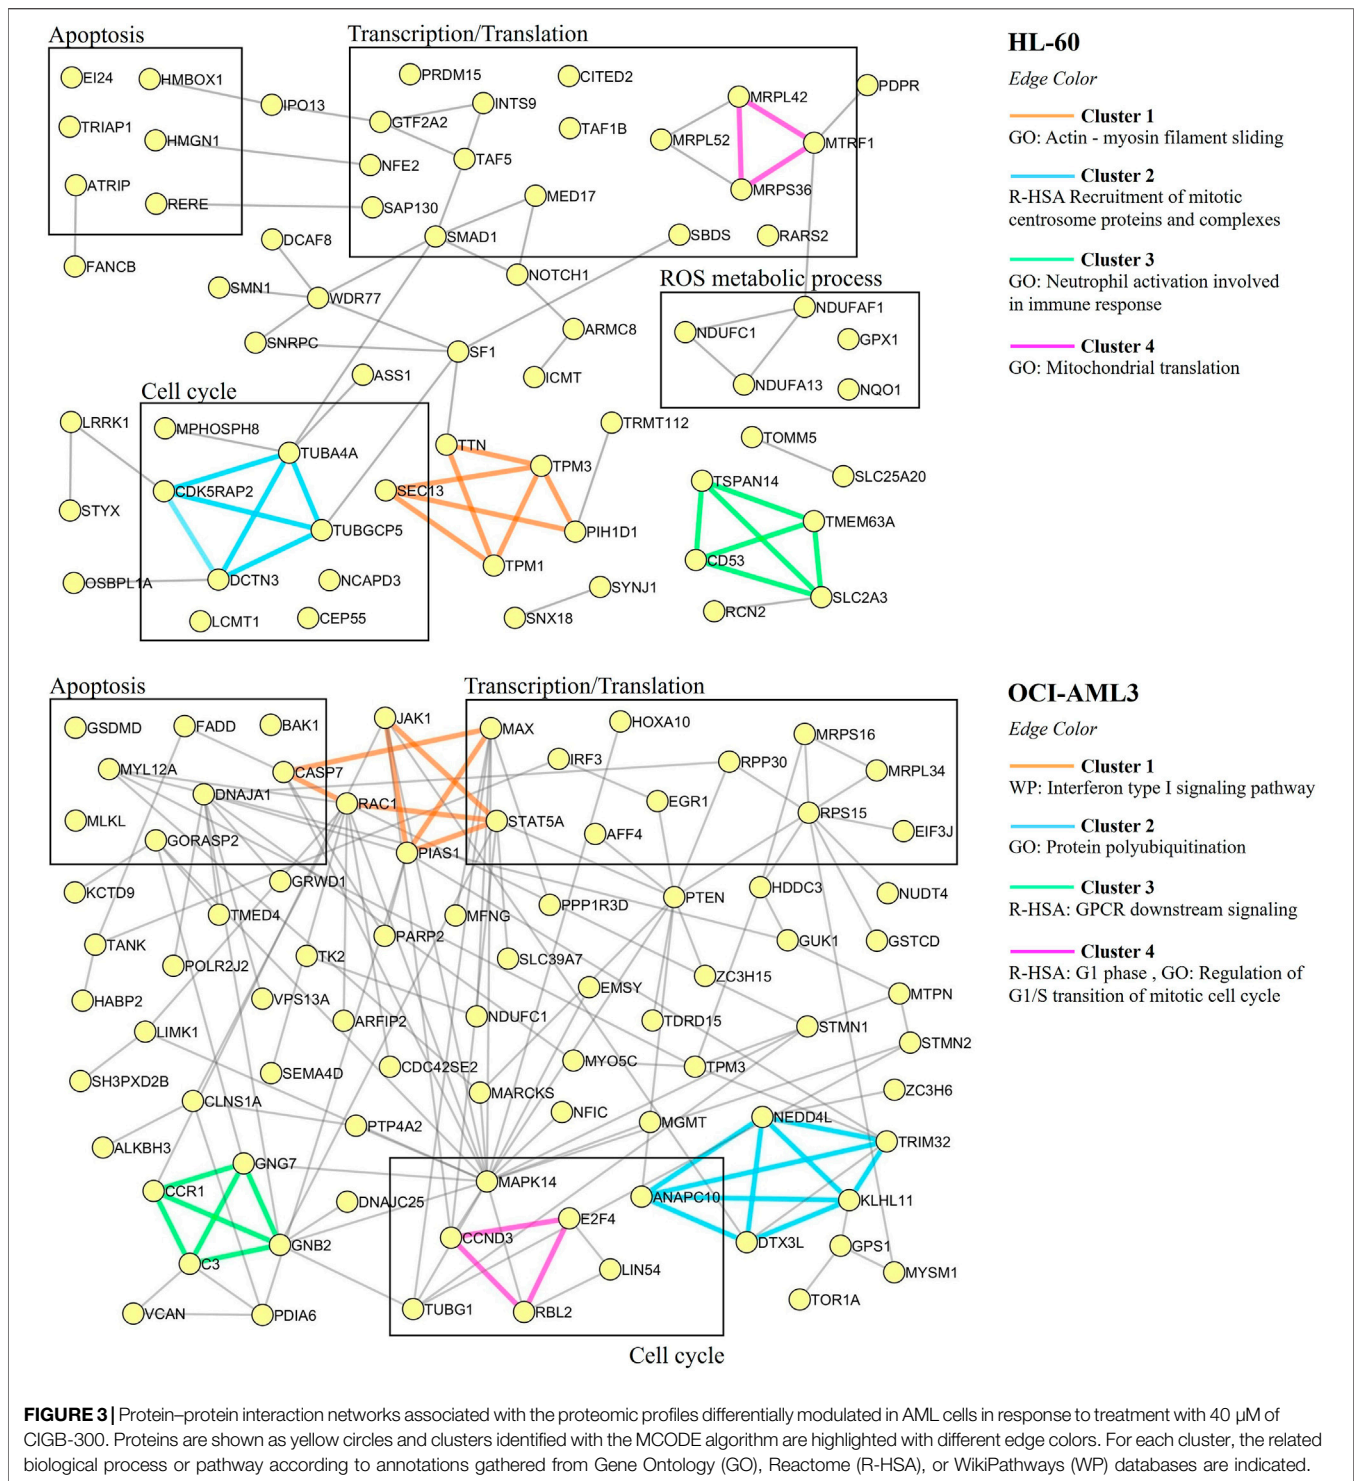 Apoptosis
Transcription/Translation
EI24
HMBOX1
TRIAP1
HMGN1
ATRIP
RERE
FANCB
IPO13
PRDM15
CITED2
INTS9
GTF2A2
TAF1B
NFE2
TAF5
SAP130
MED17
SMAD1
MRPL42
MRPL52
MTRF1
MRPS36
SBDS
RARS2
PDPR
DCAF8
SMN1
WDR77
SNRPC
NOTCH1
ARMC8
ICMT
SF1
ASS1
ROS metabolic process
NDUFAF1
NDUFC1
GPX1
NDUFA13
NQO1
Cell cycle
LRRK1
STYX
OSBPL1A
MPHOSPH8
TUBA4A
CDK5RAP2
TUBGCP5
DCTN3
NCAPD3
LCMT1
CEP55
TTN
TPM3
SEC13
PIH1D1
TPM1
TRMT112
SYNJ1
SNX18
TOMM5
SLC25A20
TSPAN14
TMEM63A
CD53
SLC2A3
RCN2
HL-60
Edge Color
Cluster 1
GO: Actin - myosin filament sliding
Cluster 2
R-HSA Recruitment of mitotic
centrosome proteins and complexes
Cluster 3
GO: Neutrophil activation involved
in immune response
Cluster 4
GO: Mitochondrial translation
Apoptosis
Transcription/Translation
GSDMD
FADD
BAK1
MYL12A
CASP7
DNAJA1
MLKL
GORASP2
JAK1
RAC1
PIAS1
MAX
STAT5A
HOXA10
IRF3
EGR1
AFF4
RPP30
MRPS16
MRPL34
RPS15
EIF3J
KCTD9
GRWD1
TMED4
TANK
POLR2J2
HABP2
VPS13A
LIMK1
TK2
ARFIP2
PARP2
MFNG
PPP1R3D
SLC39A7
PTEN
HDDC3
NUDT4
GUK1
GSTCD
ZC3H15
EMSY
MTPN
NDUFC1
TDRD15
STMN1
STMN2
SH3PXD2B
SEMA4D
CDC42SE2
MYO5C
TPM3
CLNS1A
MARCKS
NFIC
ZC3H6
PTP4A2
MGMT
ALKBH3
NEDD4L
TRIM32
GNG7
CCR1
DNAJC25
GNB2
C3
VCAN
PDIA6
MAPK14
E2F4
CCND3
LIN54
TUBG1
RBL2
ANAPC10
KLHL11
DTX3L
GPS1
MYSM1
TOR1A
Cell cycle
OCI-AML3
Edge Color
Cluster 1
WP: Interferon type I signaling pathway
Cluster 2
GO: Protein polyubiquitination
Cluster 3
R-HSA: GPCR downstream signaling
Cluster 4
R-HSA: G1 phase , GO: Regulation of
G1/S transition of mitotic cell cycle
FIGURE 3 | Protein–protein interaction networks associated with the proteomic profiles differentially modulated in AML cells in response to treatment with 40 µM of
CIGB-300. Proteins are shown as yellow circles and clusters identified with the MCODE algorithm are highlighted with different edge colors. For each cluster, the related
biological process or pathway according to annotations gathered from Gene Ontology (GO), Reactome (R-HSA), or WikiPathways (WP) databases are indicated.